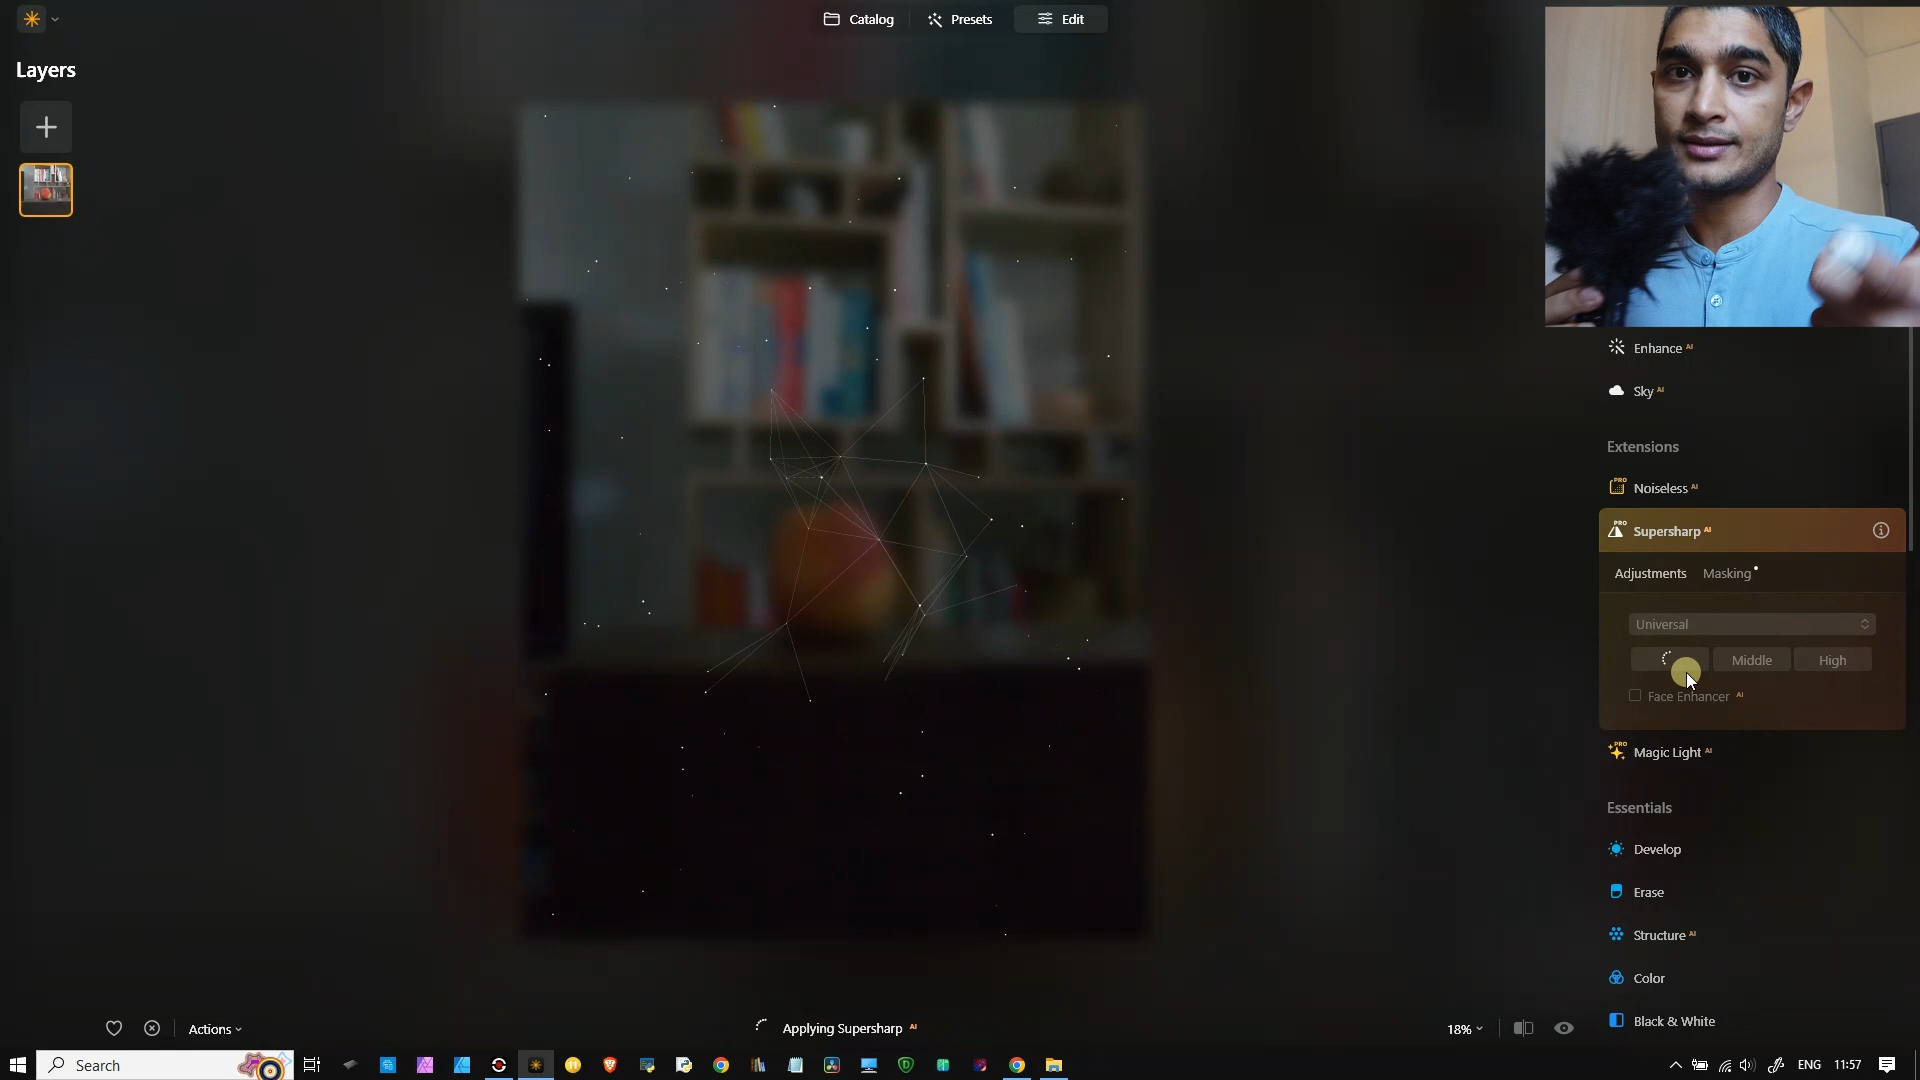 Catalog
Presets
Edit
Layers
Enhance AI
Sky AI
Extensions
PRO
Noiseless AI
PRO
Supersharp AI
Adjustments
Masking
Universal
Middle
High
Face Enhancer AI
PRO
Magic Light AI
Essentials
Develop
Erase
Structure AI
Color
Black & White
Actions
Applying Supersharp AI
18%
Search
ENG
11:57